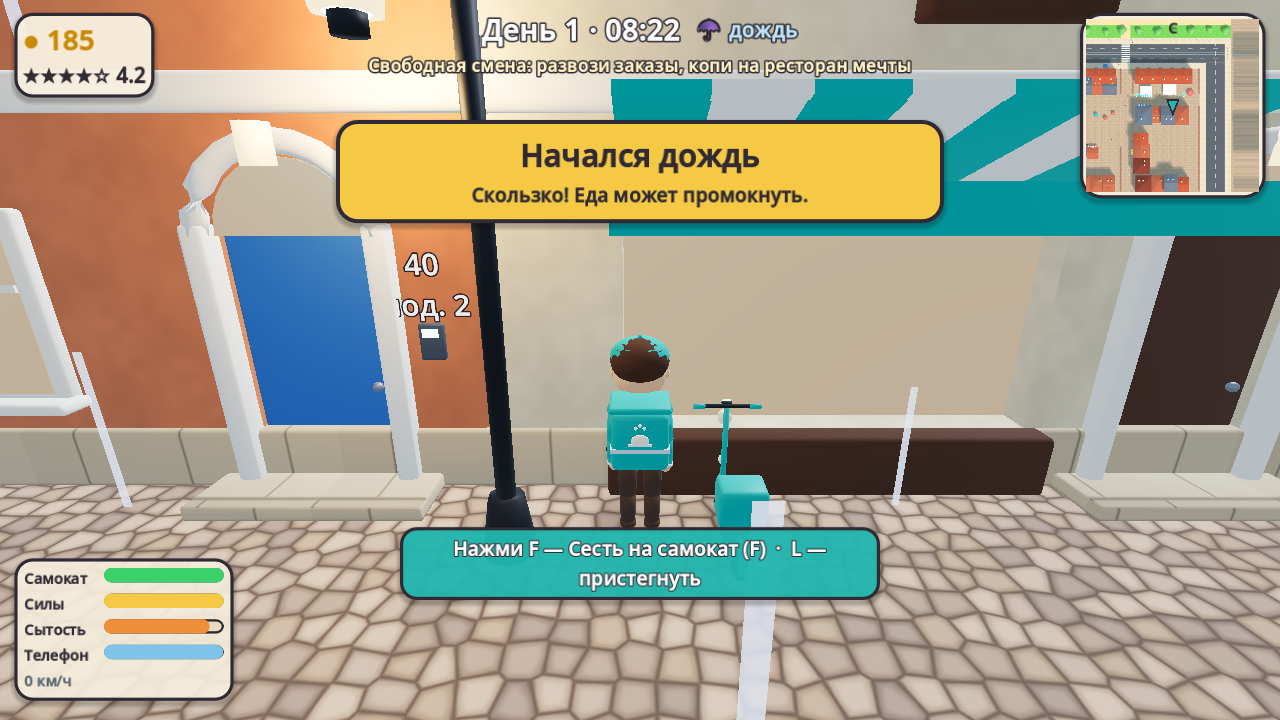 185
★★★★☆ 4.2
День 1 · 08:22 дождь
Свободная смена: развози заказы, копи на ресторан мечты
С
Начался дождь
Скользко! Еда может промокнуть.
40
под. 2
Нажми F — Сесть на самокат (F) · L —
пристегнуть
Самокат
Силы
Сытость
Телефон
0 км/ч